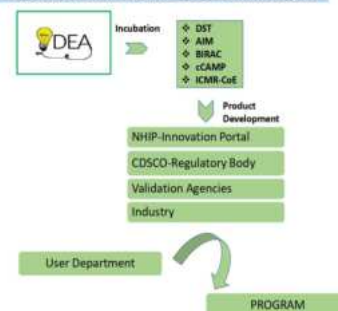 IDEA
Incubation
DST
AIM
BIRAC
cCAMP
ICMR-CoE
Product
Development
NHIP-Innovation Portal
CDSCO-Regulatory Body
Validation Agencies
Industry
User Department
PROGRAM